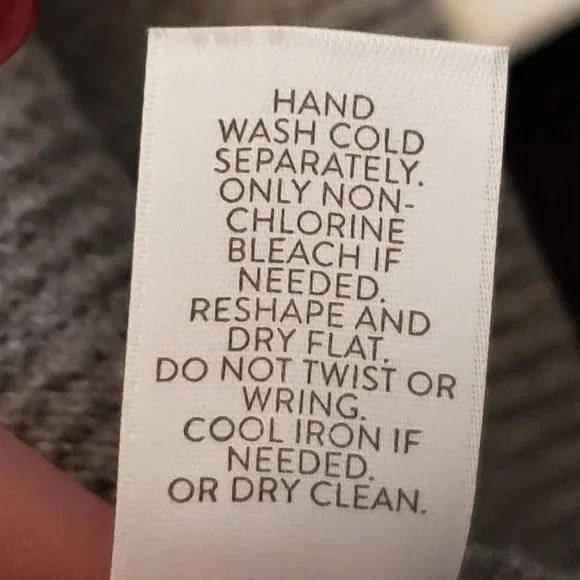 HAND
WASH COLD
SEPARATELY.
ONLY NON-
CHLORINE
BLEACH IF
NEEDED.
RESHAPE AND
DRY FLAT.
DO NOT TWIST OR
WRING.
COOL IRON IF
NEEDED.
OR DRY CLEAN.